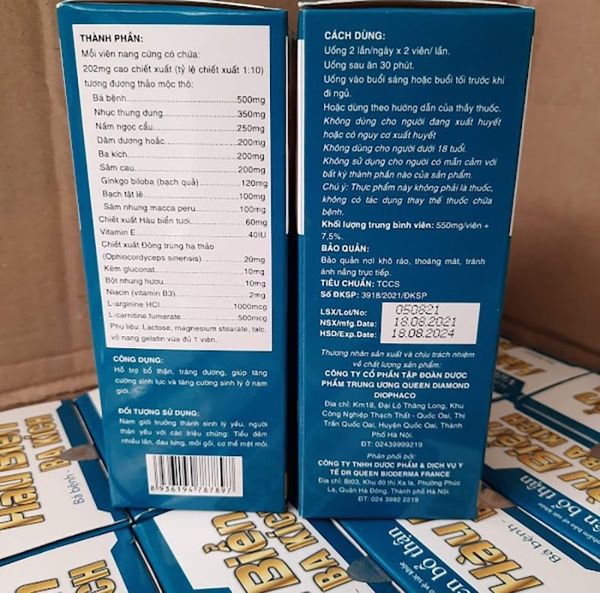 THÀNH PHẦN:
Mỗi viên nang cứng có chứa:
202mg cao chiết xuất (tỷ lệ chiết xuất 1:10)
tương đương thảo mộc thô:
Bá bệnh 500mg
Nhục thung dung 350mg
Nấm ngọc cẩu 250mg
Dâm dương hoắc 200mg
Ba kích 200mg
Sâm cau 200mg
Ginkgo biloba (bạch quả) 120mg
Bạch tật lê 100mg
Sâm nhung macca peru 100mg
Chiết xuất Hàu biển tươi 60mg
Vitamin E 40IU
Chiết xuất Đông trùng hạ thảo
(Ophiocordyceps sinensis) 20mg
Kẽm gluconat 10mg
Bột nhung hươu 10mg
Niacin (vitamin B3) 2mg
L-arginine HCl 1000mcg
L-carnitine fumarate 500mcg
Phụ liệu: Lactose, magnesium stearate, talc,
vỏ nang gelatin vừa đủ 1 viên.
CÔNG DỤNG:
Hỗ trợ bổ thận, tráng dương, giúp tăng
cường sinh lực và tăng cường sinh lý ở nam
giới.
ĐỐI TƯỢNG SỬ DỤNG:
Nam giới trưởng thành sinh lý yếu, người
thận yếu với các triệu chứng: Tiểu đêm
nhiều lần, đau lưng, mỏi gối, cơ thể mệt mỏi.
8 936194 787897
CÁCH DÙNG:
Uống 2 lần/ngày x 2 viên/ lần.
Uống sau ăn 30 phút.
Uống vào buổi sáng hoặc buổi tối trước khi
đi ngủ.
Hoặc dùng theo hướng dẫn của thầy thuốc.
Không dùng cho người đang xuất huyết
hoặc có nguy cơ xuất huyết
Không dùng cho người dưới 18 tuổi.
Không sử dụng cho người có mẫn cảm với
bất kỳ thành phần nào của sản phẩm.
Chú ý: Thực phẩm này không phải là thuốc,
không có tác dụng thay thế thuốc chữa
bệnh.
Khối lượng trung bình viên: 550mg/viên +
7,5%.
BẢO QUẢN:
Bảo quản nơi khô ráo, thoáng mát, tránh
ánh nắng trực tiếp.
TIÊU CHUẨN: TCCS
Số ĐKSP: 3918/2021/ĐKSP
LSX/Lot/No: 050821
NSX/mfg.Date: 18.08.2021
HSD/Exp.Date: 18.08.2024
Thương nhân sản xuất và chịu trách nhiệm
về chất lượng sản phẩm:
CÔNG TY CỔ PHẦN TẬP ĐOÀN DƯỢC
PHẨM TRUNG ƯƠNG QUEEN DIAMOND
DIOPHACO
Địa chỉ: Km18, Đại Lộ Thăng Long, Khu
Công Nghiệp Thạch Thất - Quốc Oai, Thị
Trấn Quốc Oai, Huyện Quốc Oai, Thành
Phố Hà Nội.
ĐT: 02439999219
Phân phối bởi:
CÔNG TY TNHH DƯỢC PHẨM & DỊCH VỤ Y
TẾ DR QUEEN BIODERMA FRANCE
Địa chỉ: Bt03, Khu đô thị Xa la, Phường Phúc
La, Quận Hà Đông, Thành phố Hà Nội.
ĐT: 024 3992 2219
Bá bệnh
Biển
BA KÍCH
Bá bệnh
Hàu
bổ thận